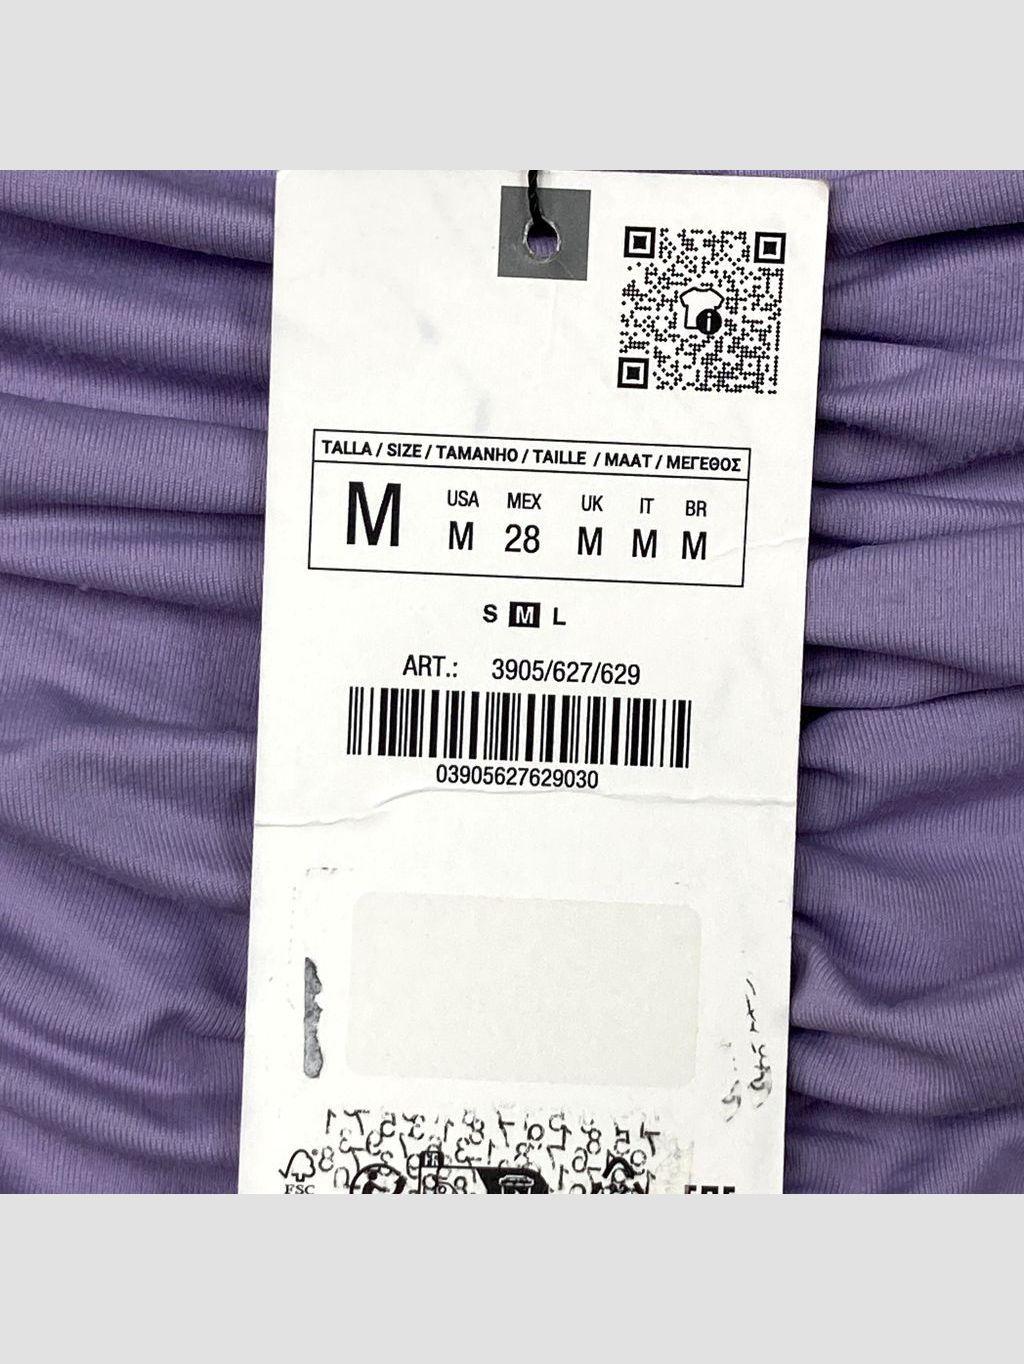 TALLA / SIZE / TAMANHO / TAILLE / MAAT / ΜΕΓΕΘΟΣ
M USA MEX UK IT BR
M 28 M M M
S M L
ART.: 3905/627/629
03905627629030
FSC